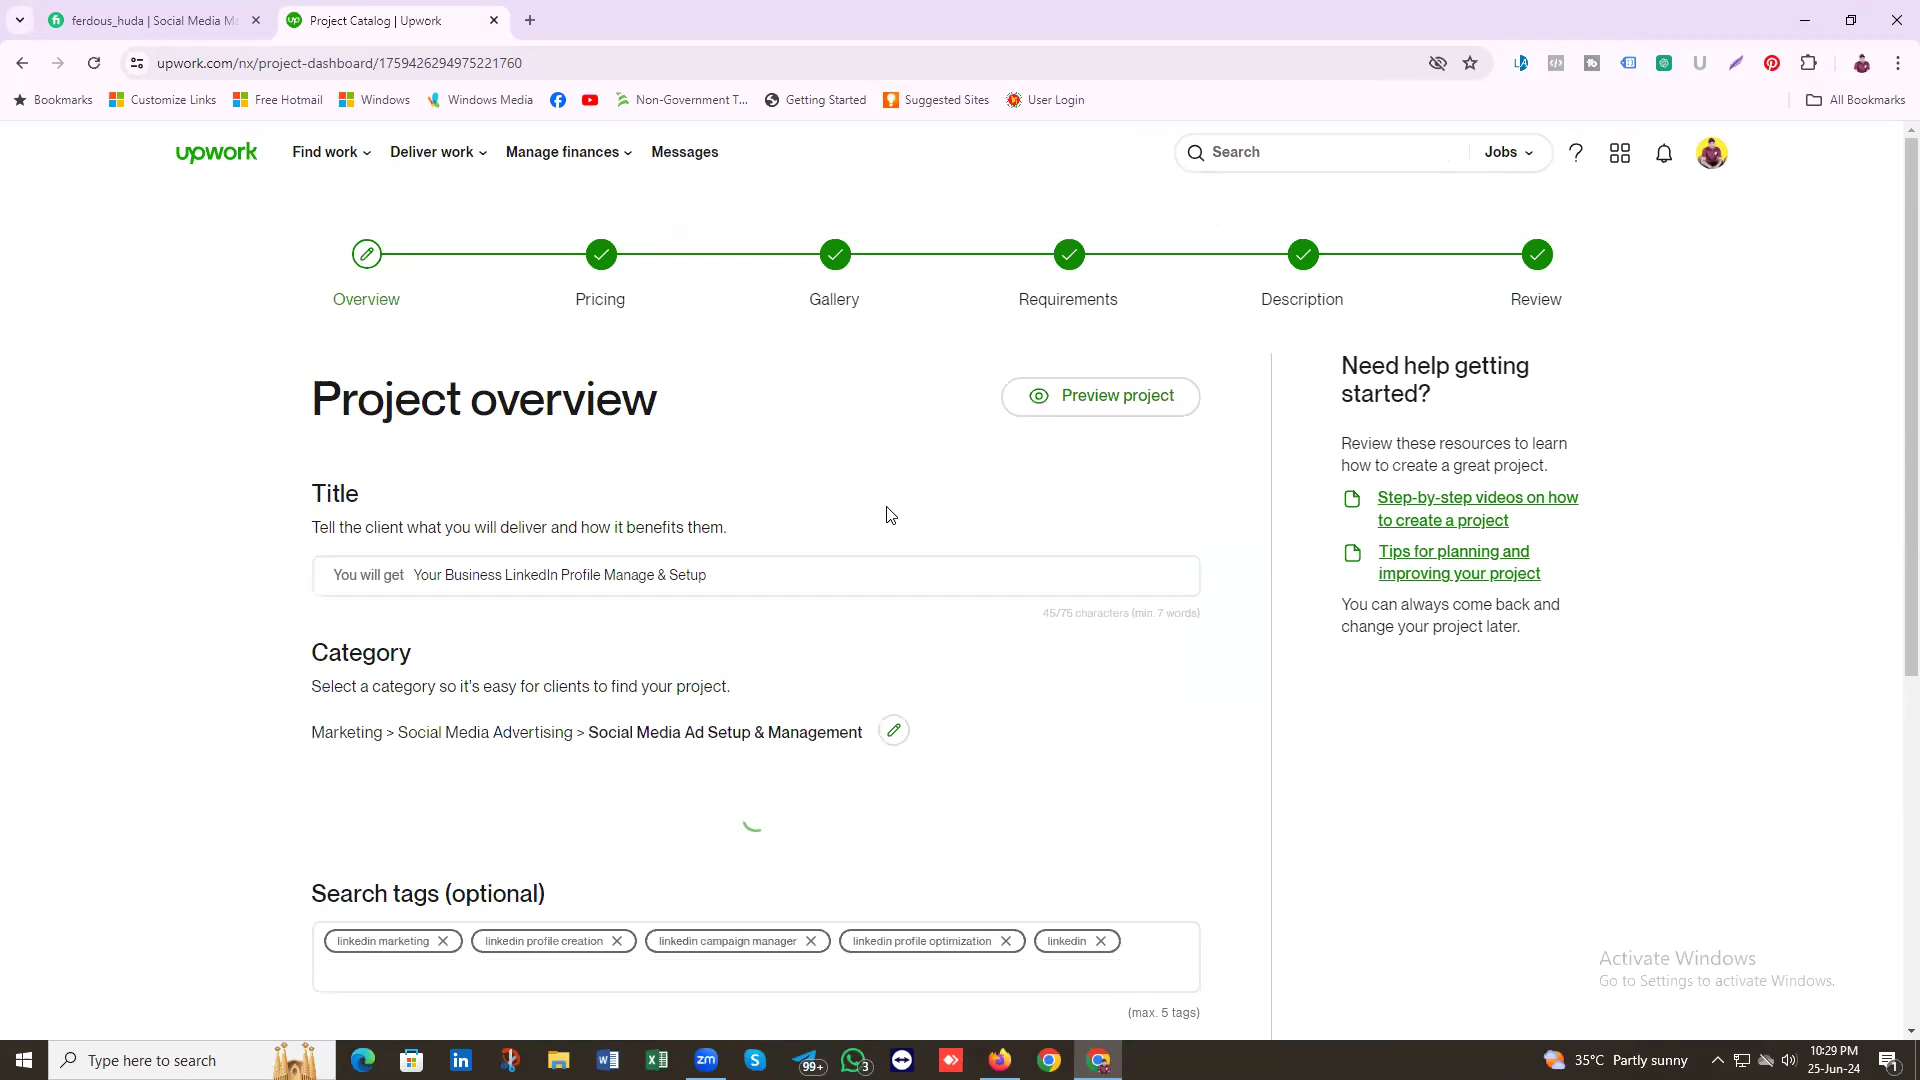 ferdous_huda | Social Media Ma
Project Catalog | Upwork
upwork.com/nx/project-dashboard/1759426294975221760
Bookmarks
Customize Links
Free Hotmail
Windows
Windows Media
Non-Government T...
Getting Started
Suggested Sites
User Login
All Bookmarks
upwork
Find work
Deliver work
Manage finances
Messages
Search
Jobs
Overview
Pricing
Gallery
Requirements
Description
Review
Project overview
Preview project
Need help getting
started?
Review these resources to learn
how to create a great project.
Step-by-step videos on how
to create a project
Tips for planning and
improving your project
You can always come back and
change your project later.
Title
Tell the client what you will deliver and how it benefits them.
You will get Your Business LinkedIn Profile Manage & Setup
45/75 characters (min. 7 words)
Category
Select a category so it's easy for clients to find your project.
Marketing > Social Media Advertising > Social Media Ad Setup & Management
Search tags (optional)
linkedin marketing
linkedin profile creation
linkedin campaign manager
linkedin profile optimization
linkedin
(max. 5 tags)
Activate Windows
Go to Settings to activate Windows.
Type here to search
zm
99+
3
35°C Partly sunny
10:29 PM
25-Jun-24
1